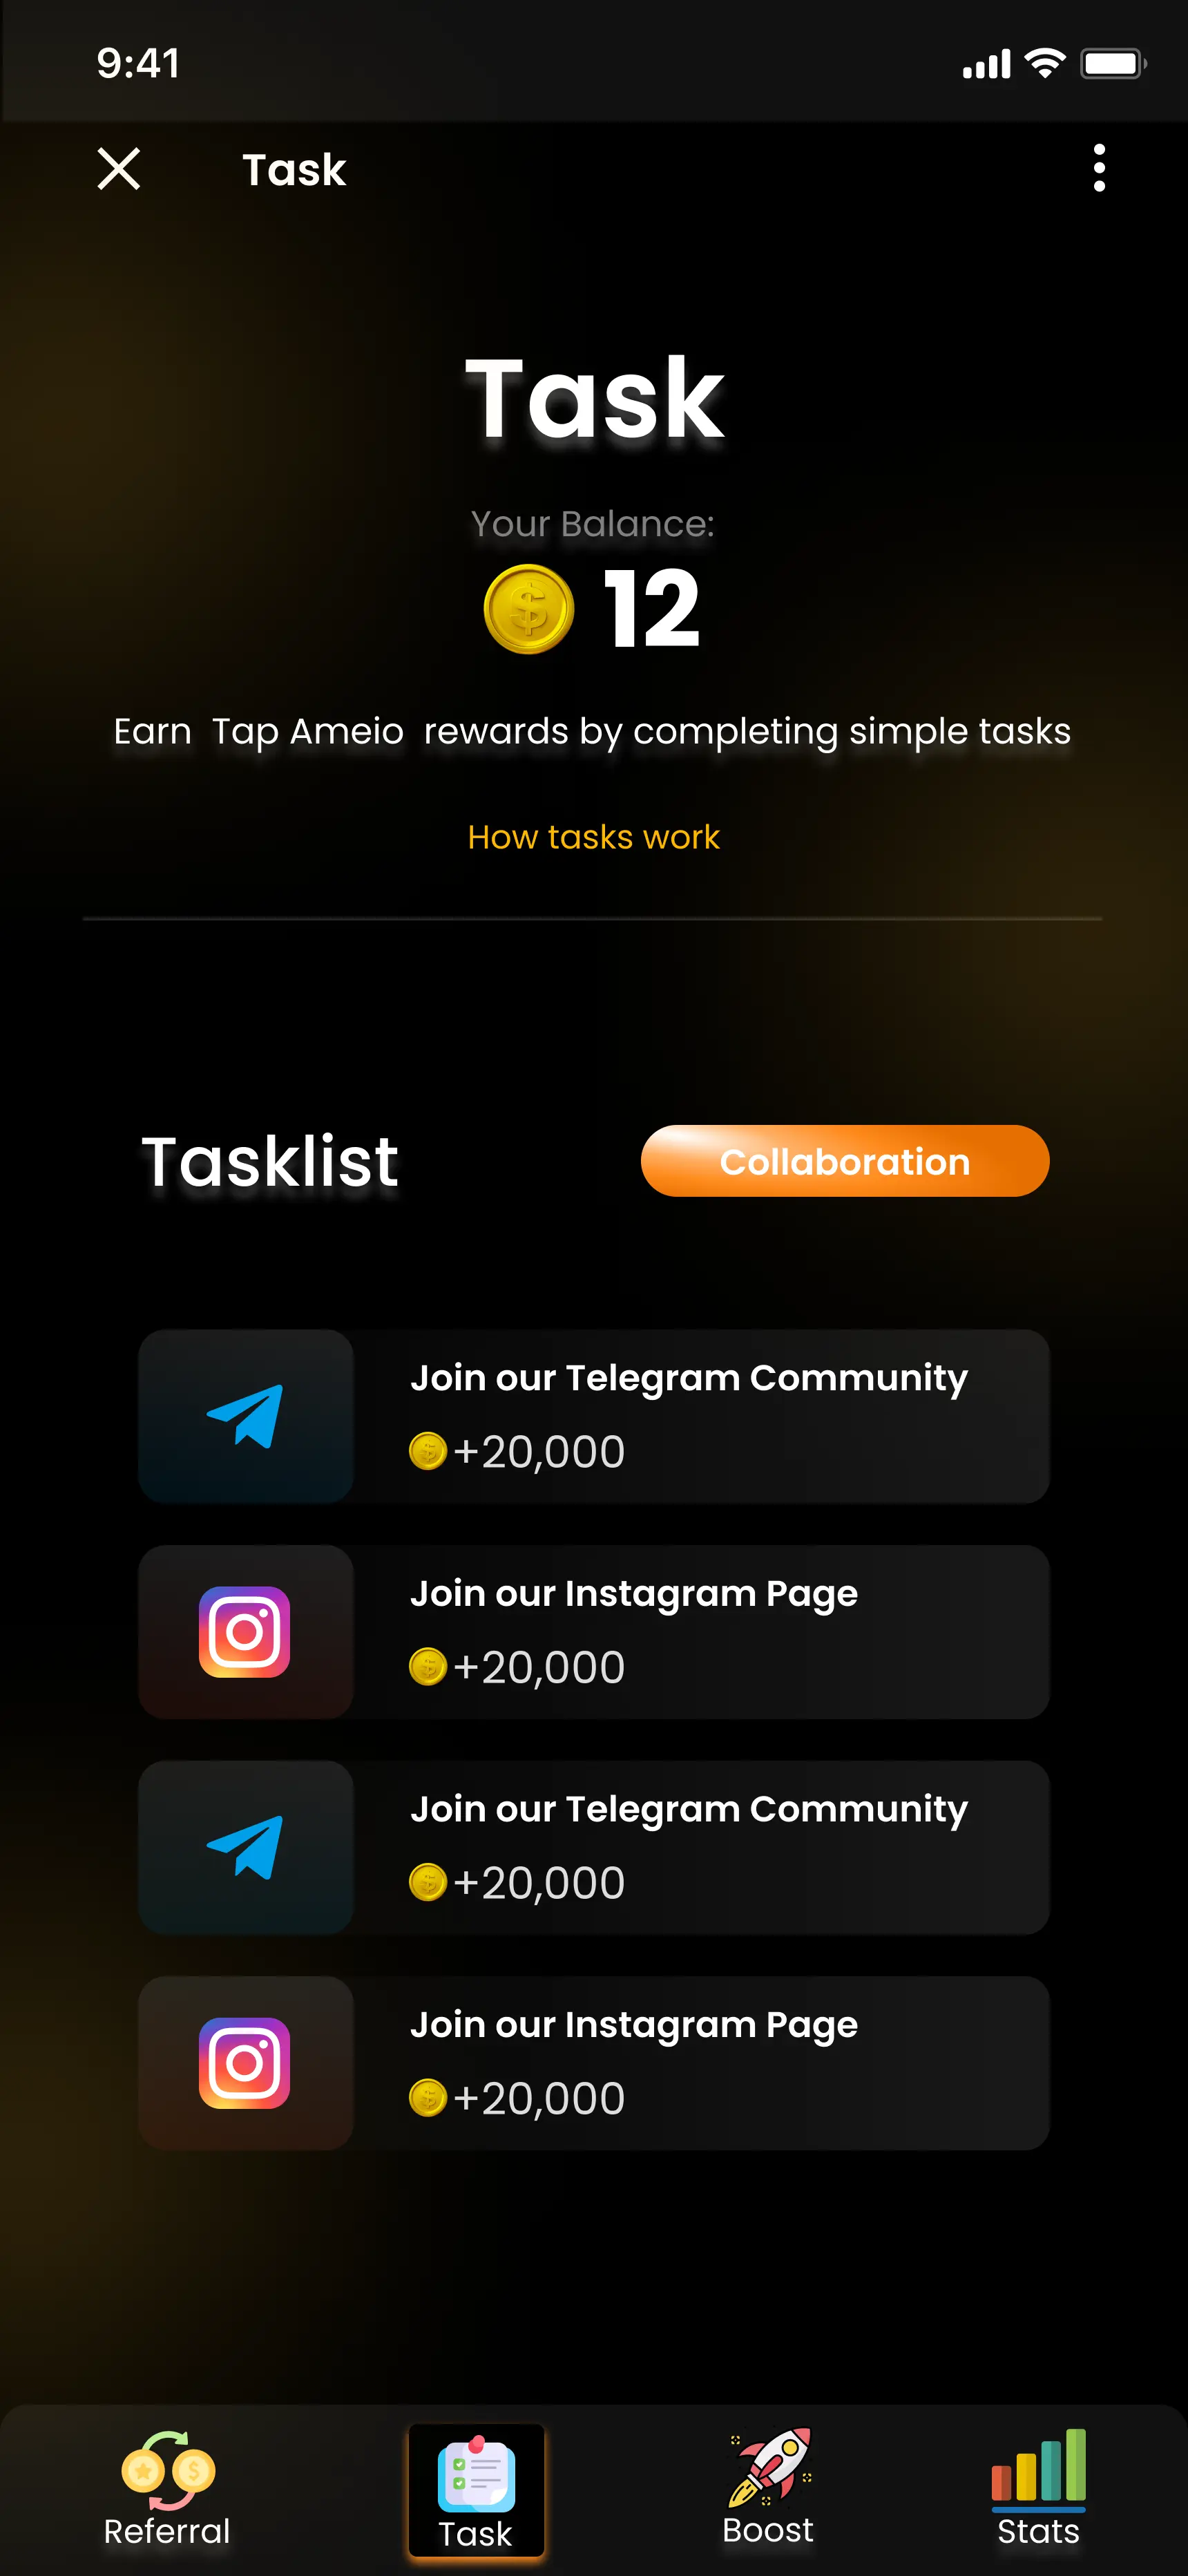 9:41
Task
Task
Your Balance:
12
Earn Tap Ameio rewards by completing simple tasks
How tasks work
Tasklist
Collaboration
Join our Telegram Community
+20,000
Join our Instagram Page
+20,000
Join our Telegram Community
+20,000
Join our Instagram Page
+20,000
Referral
Task
Boost
Stats